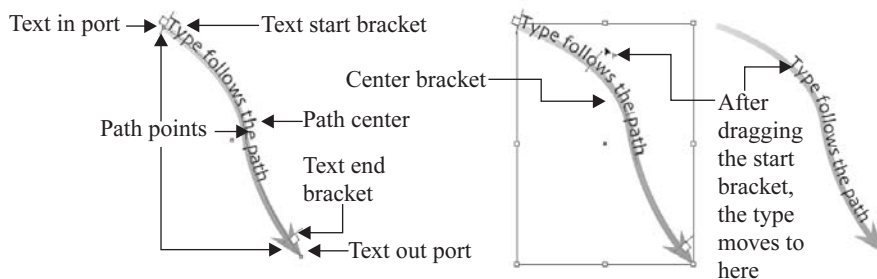 Text in port
Text start bracket
Type follows the path
Path points
Path center
Text end
bracket
Text out port
Type follows the path
Center bracket
After
dragging
the start
bracket,
the type
moves to
here
Type follows the path